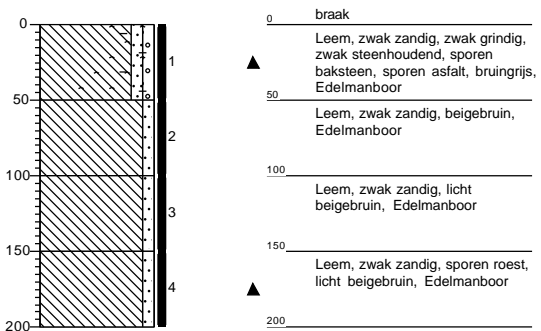 0
50
100
150
200
1
2
3
4
0 braak
Leem, zwak zandig, zwak grindig,
zwak steenhoudend, sporen
baksteen, sporen asfalt, bruingrijs,
Edelmanboor
50
Leem, zwak zandig, beigebruin,
Edelmanboor
100
Leem, zwak zandig, licht
beigebruin, Edelmanboor
150
Leem, zwak zandig, sporen roest,
licht beigebruin, Edelmanboor
200